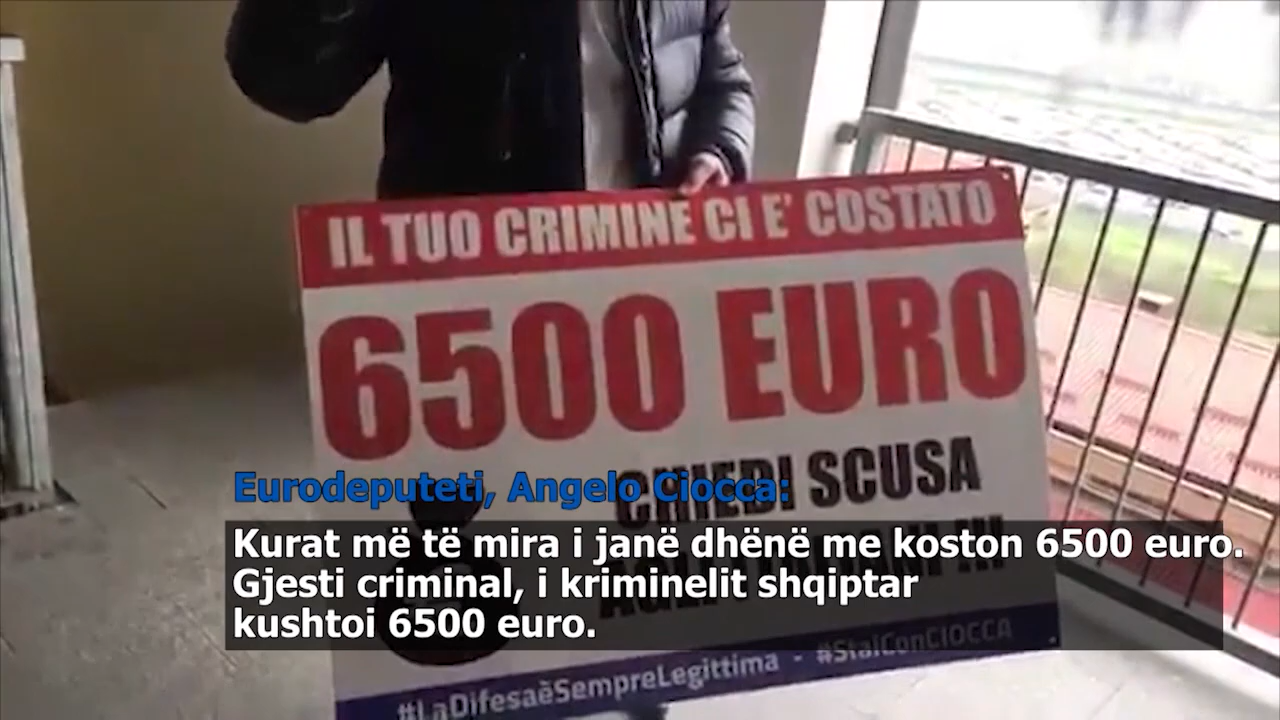 IL TUO CRIMINE CI E' COSTATO
6500 EURO
CHIEDI SCUSA
Eurodeputeti, Angelo Ciocca:
Kurat më të mira i janë dhënë me koston 6500 euro.
Gjesti criminal, i kriminelit shqiptar
kushtoi 6500 euro.
#LaDifesaèSempreLegittima - #StaiConCIOCCA